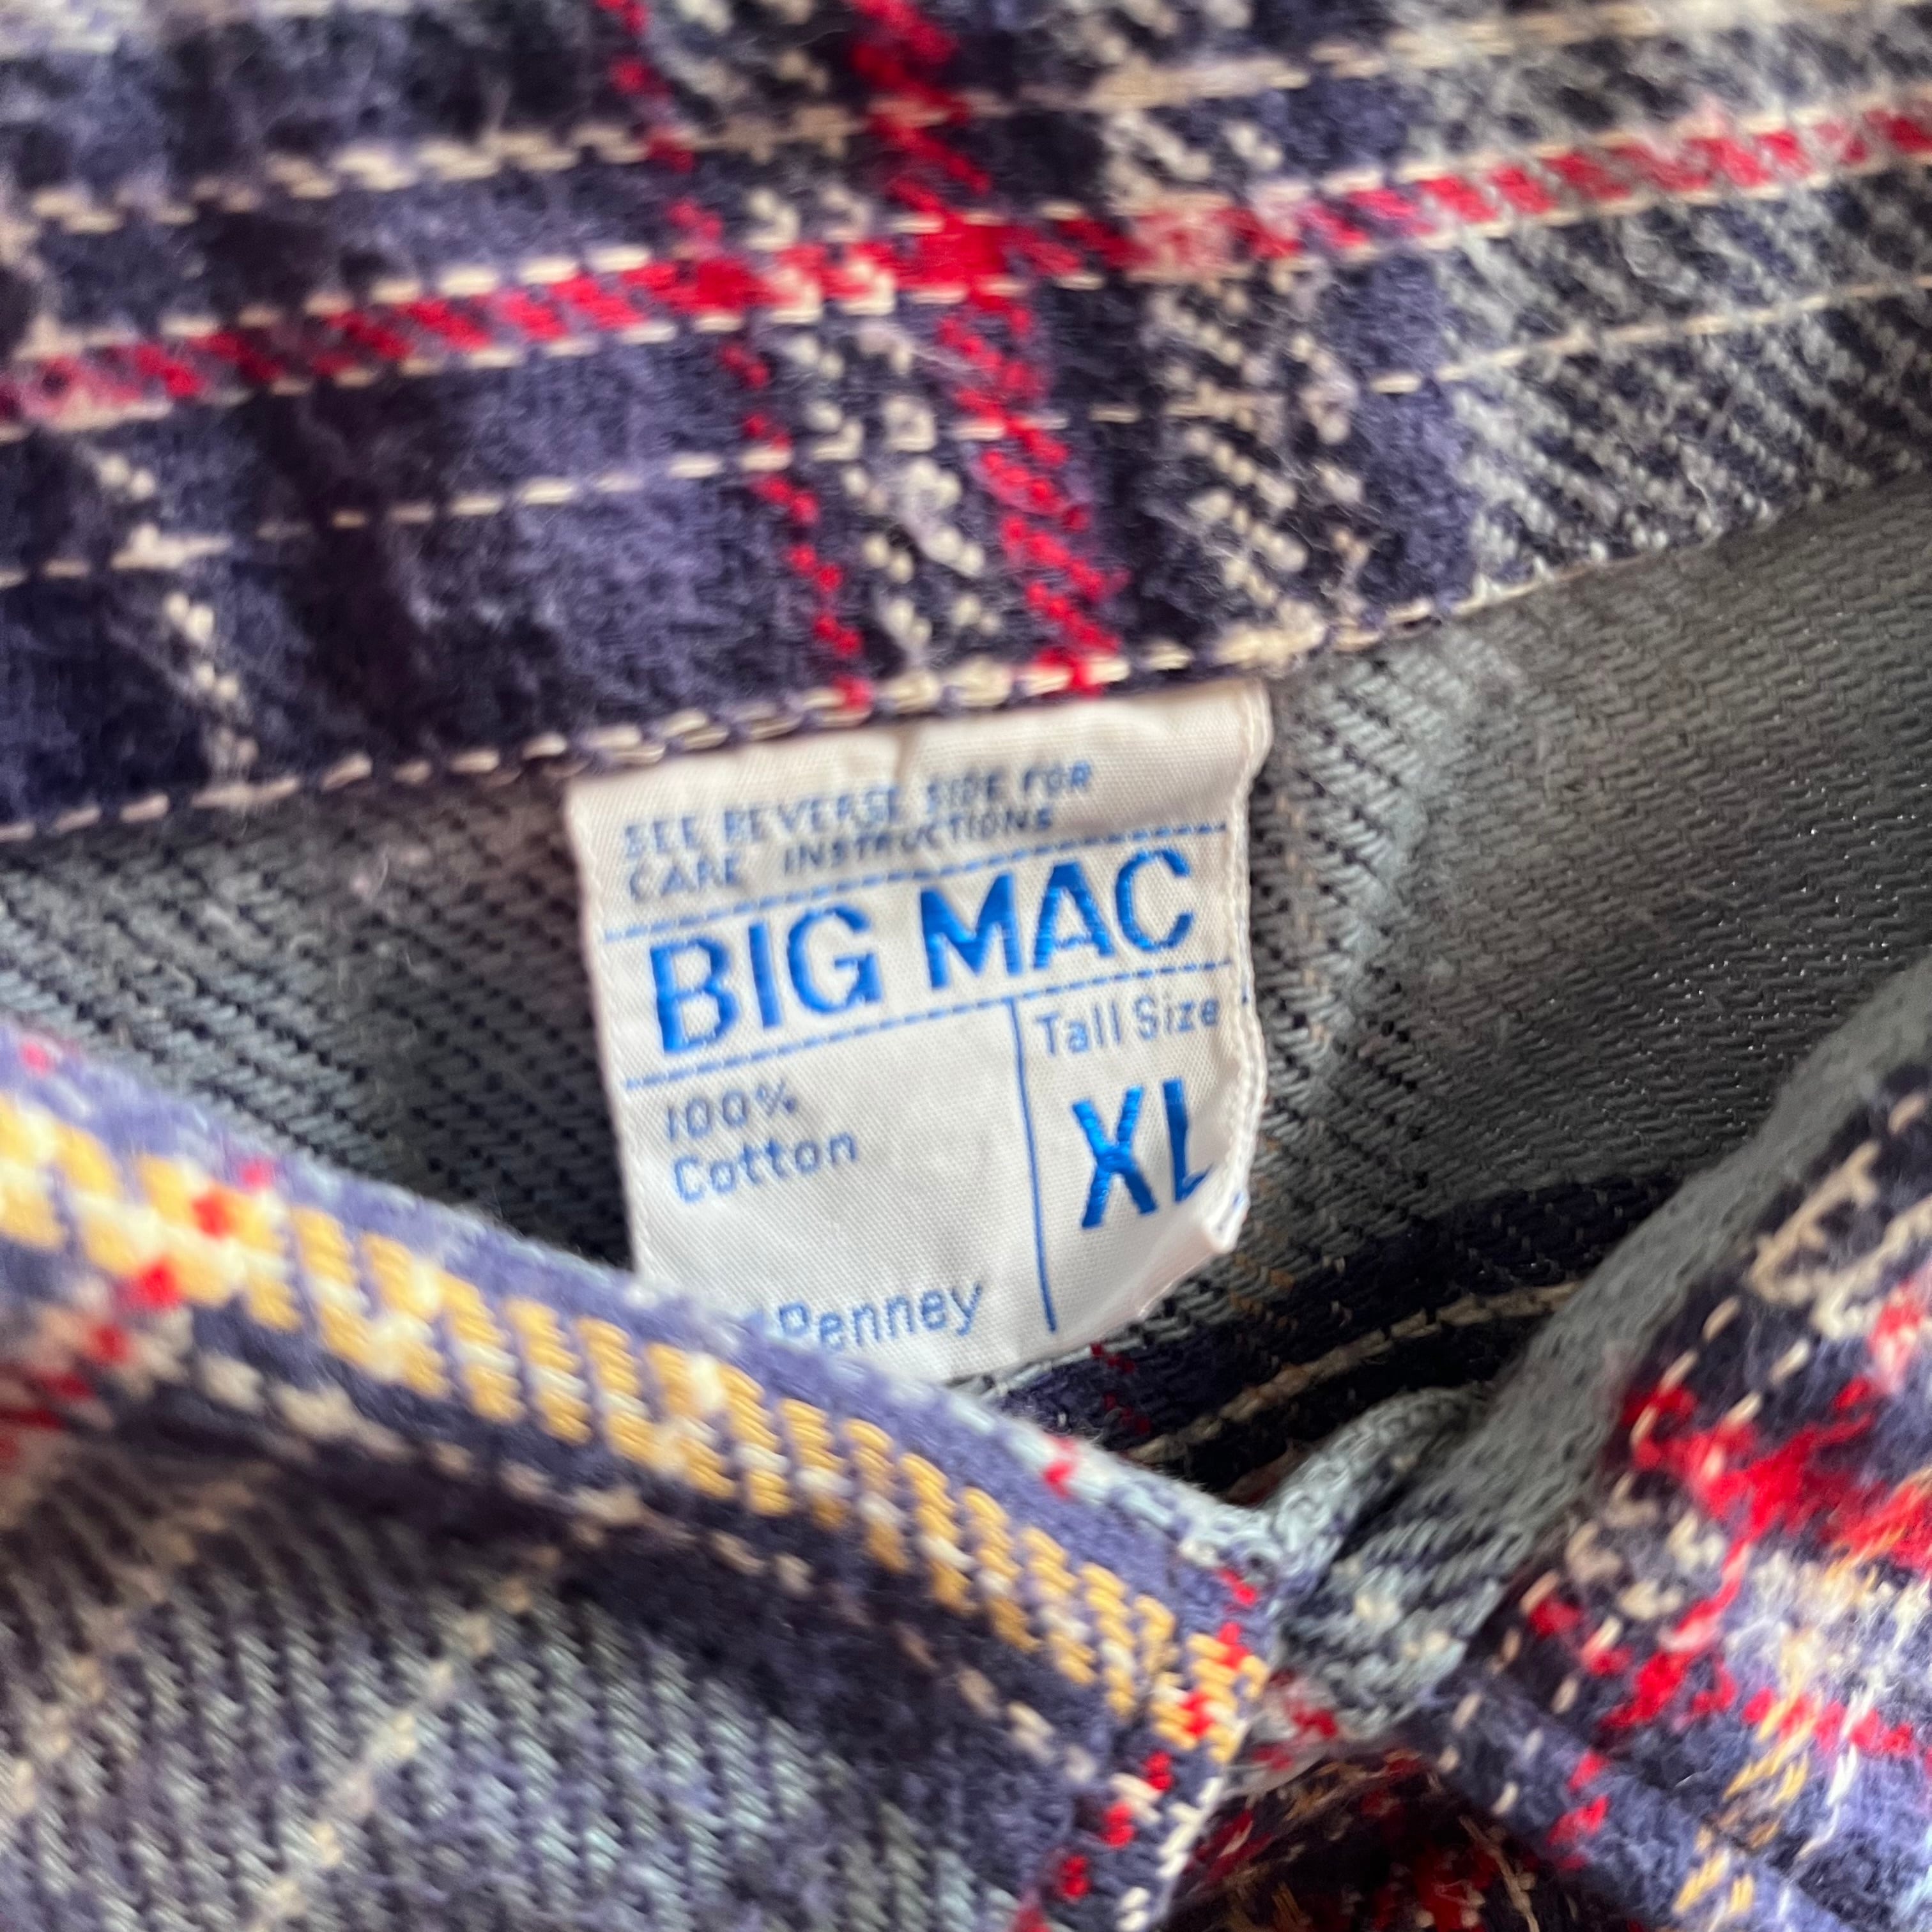 SEE REVERSE SIDE FOR
CARE INSTRUCTIONS
BIG MAC
100%
Cotton
Tall Size
XL
Penney